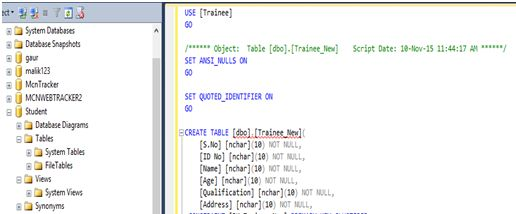 ect
System Databases
Database Snapshots
gaur
malik123
McnTracker
MCNWEBTRACKER2
Student
Database Diagrams
Tables
System Tables
FileTables
Views
System Views
Synonyms
USE [Trainee]
GO
/****** Object: Table [dbo].[Trainee_New] Script Date: 10-Nov-15 11:44:17 AM ******/
SET ANSI_NULLS ON
GO
SET QUOTED_IDENTIFIER ON
GO
CREATE TABLE [dbo].[Trainee_New](
[S.No] [nchar](10) NOT NULL,
[ID No] [nchar](10) NOT NULL,
[Name] [nchar](10) NOT NULL,
[Age] [nchar](10) NOT NULL,
[Qualification] [nchar](10) NOT NULL,
[Address] [nchar](10) NOT NULL,